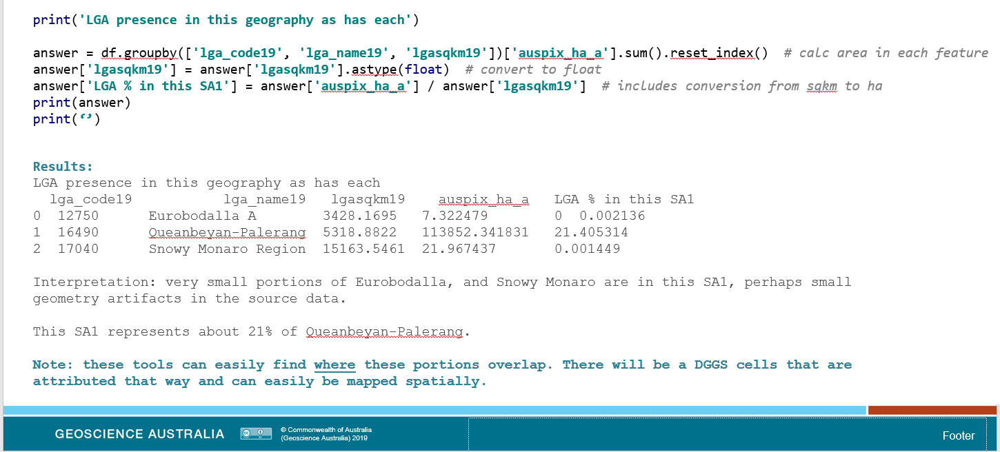 print('LGA presence in this geography as has each')
answer = df.groupby(['lga_code19', 'lga_name19', 'lgasqkm19'])['auspix_ha_a'].sum().reset_index()  # calc area in each feature
answer['lgasqkm19'] = answer['lgasqkm19'].astype(float)  # convert to float
answer['LGA % in this SA1'] = answer['auspix_ha_a'] / answer['lgasqkm19']  # includes conversion from sqkm to ha
print(answer)
print(‘’)
Results:
LGA presence in this geography as has each
lga_code19 lga_name19 lgasqkm19 auspix_ha_a LGA % in this SA1
0 12750 Eurobodalla A 3428.1695 7.322479 0 0.002136
1 16490 Queanbeyan-Palerang 5318.8822 113852.341831 21.405314
2 17040 Snowy Monaro Region 15163.5461 21.967437 0.001449
Interpretation: very small portions of Eurobodalla, and Snowy Monaro are in this SA1, perhaps small
geometry artifacts in the source data.
This SA1 represents about 21% of Queanbeyan-Palerang.
Note: these tools can easily find where these portions overlap. There will be a DGGS cells that are
attributed that way and can easily be mapped spatially.
GEOSCIENCE AUSTRALIA
© Commonwealth of Australia
(Geoscience Australia) 2019
Footer